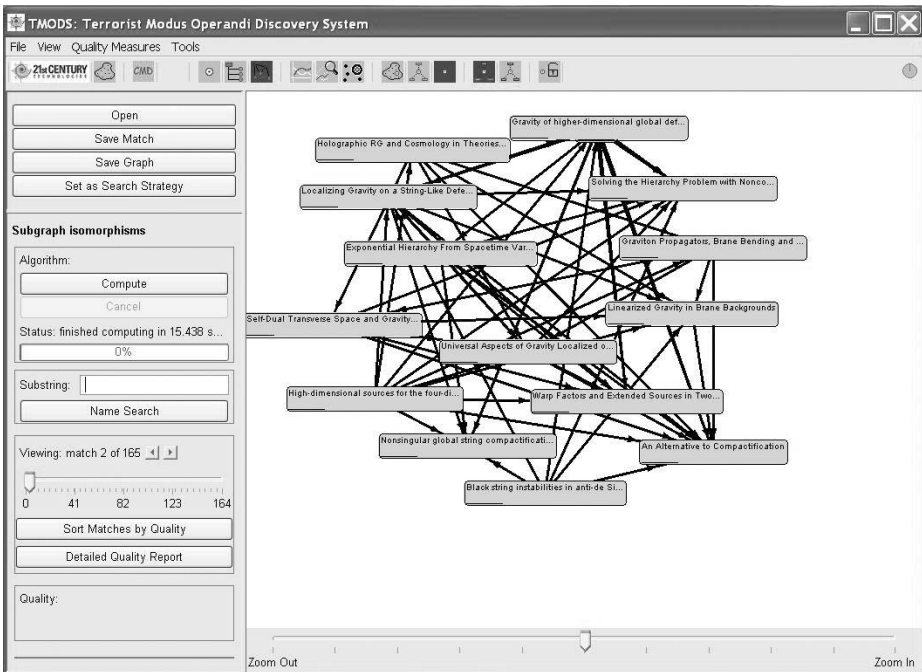 TMODS: Terrorist Modus Operandi Discovery System
File View Quality Measures Tools
21st CENTURY
TECHNOLOGIES
CMD
Open
Save Match
Save Graph
Set as Search Strategy
Subgraph isomorphisms
Algorithm:
Compute
Cancel
Status: finished computing in 15.438 s...
0%
Substring:
Name Search
Viewing: match 2 of 165
0 41 82 123 164
Sort Matches by Quality
Detailed Quality Report
Quality:
Gravity of higher-dimensional global def...
Holographic RG and Cosmology in Theories...
Solving the Hierarchy Problem with Nonco...
Localizing Gravity on a String-Like Defe...
Graviton Propagators, Brane Bending and ...
Exponential Hierarchy From Spacetime Var...
Linearized Gravity in Brane Backgrounds
Self-Dual Transverse Space and Gravity...
Universal Aspects of Gravity Localized o...
High-dimensional sources for the four-di...
Warp Factors and Extended Sources in Two...
Nonsingular global string compactificati...
An Alternative to Compactification
Black string instabilities in anti-de Si...
Zoom Out
Zoom In